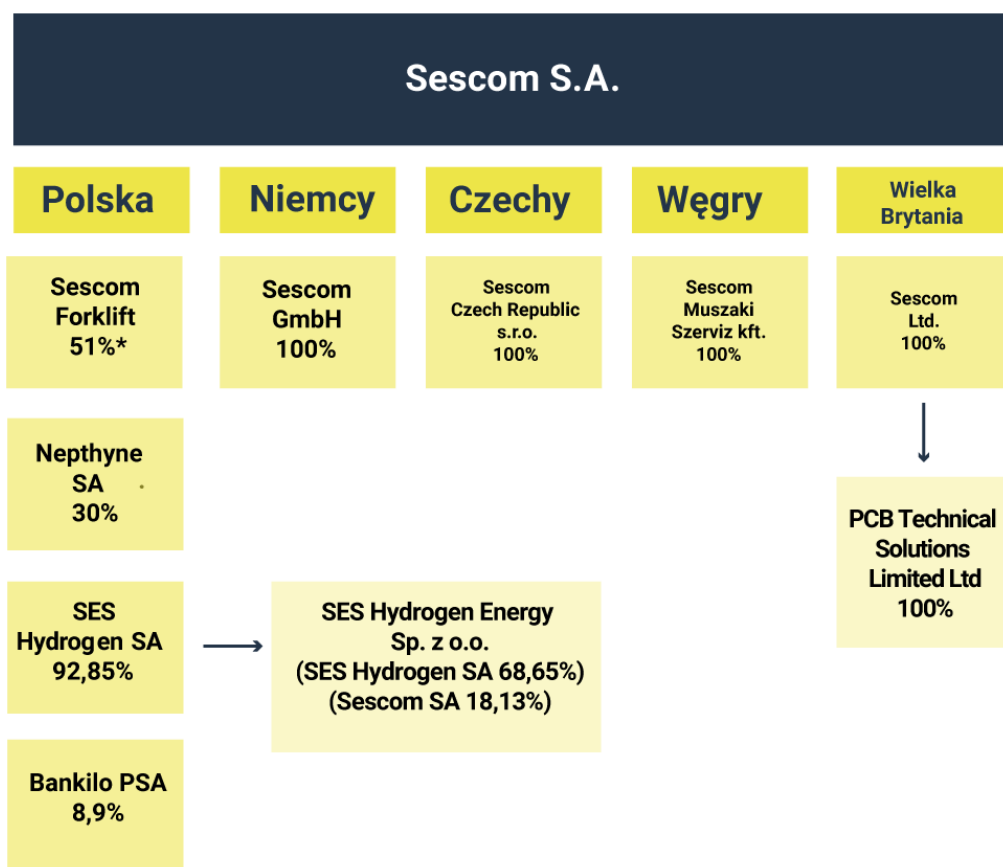 Sescom S.A.
Polska
Niemcy
Czechy
Węgry
Wielka
Brytania
Sescom
Forklift
51%*
Sescom
GmbH
100%
Sescom
Czech Republic
s.r.o.
100%
Sescom
Muszaki
Szerviz kft.
100%
Sescom
Ltd.
100%
Nepthyne
SA
30%
PCB Technical
Solutions
Limited Ltd
100%
SES
Hydrogen SA
92,85%
SES Hydrogen Energy
Sp. z o.o.
(SES Hydrogen SA 68,65%)
(Sescom SA 18,13%)
Bankilo PSA
8,9%